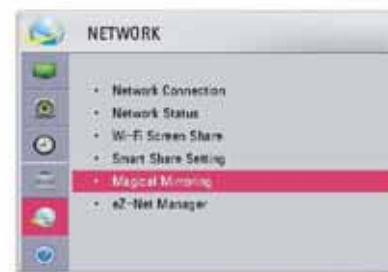 NETWORK
• Network Connection
• Network Status
• Wi-Fi Screen Share
• Smart Share Setting
• Magical Mirroring
• eZ-Net Manager